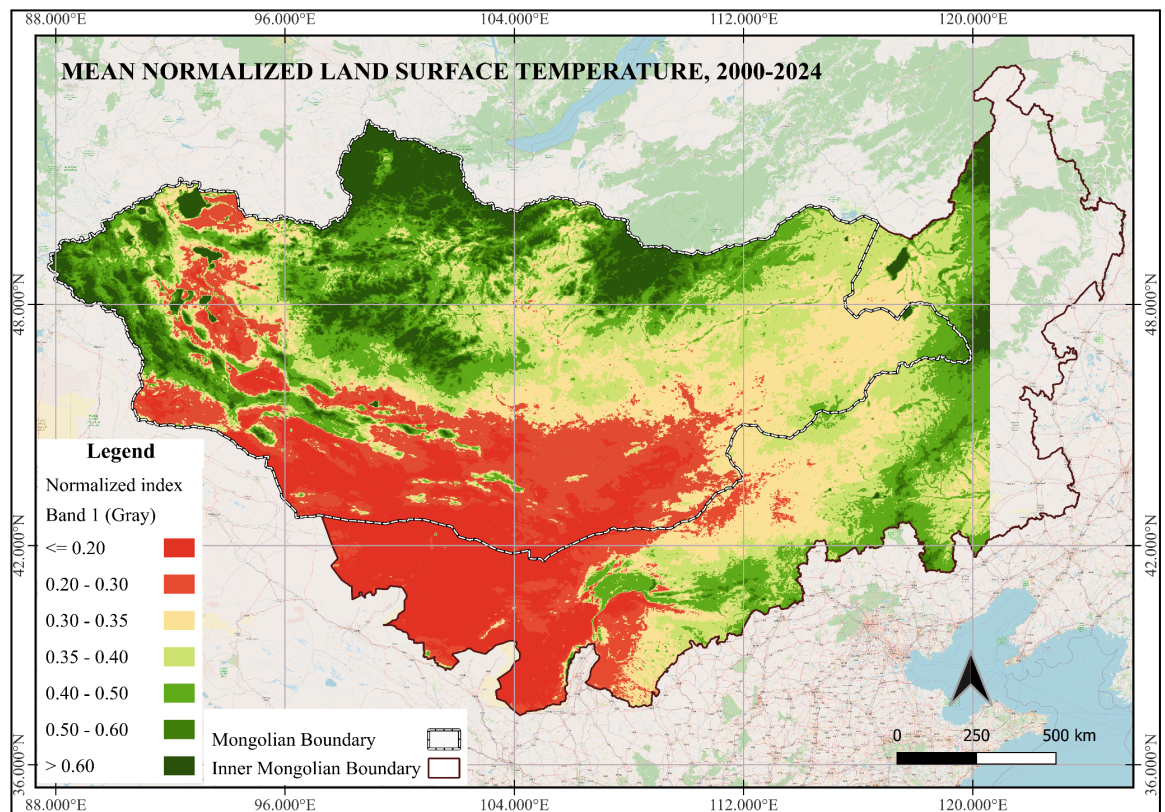 88.000°E 96.000°E 104.000°E 112.000°E 120.000°E
MEAN NORMALIZED LAND SURFACE TEMPERATURE, 2000-2024
48.000°N 48.000°N
Legend
Normalized index
Band 1 (Gray)
<= 0.20
0.20 - 0.30
0.30 - 0.35
0.35 - 0.40
0.40 - 0.50
0.50 - 0.60
> 0.60
42.000°N 42.000°N
Mongolian Boundary
Inner Mongolian Boundary
0 250 500 km
36.000°N 36.000°N
88.000°E 96.000°E 104.000°E 112.000°E 120.000°E